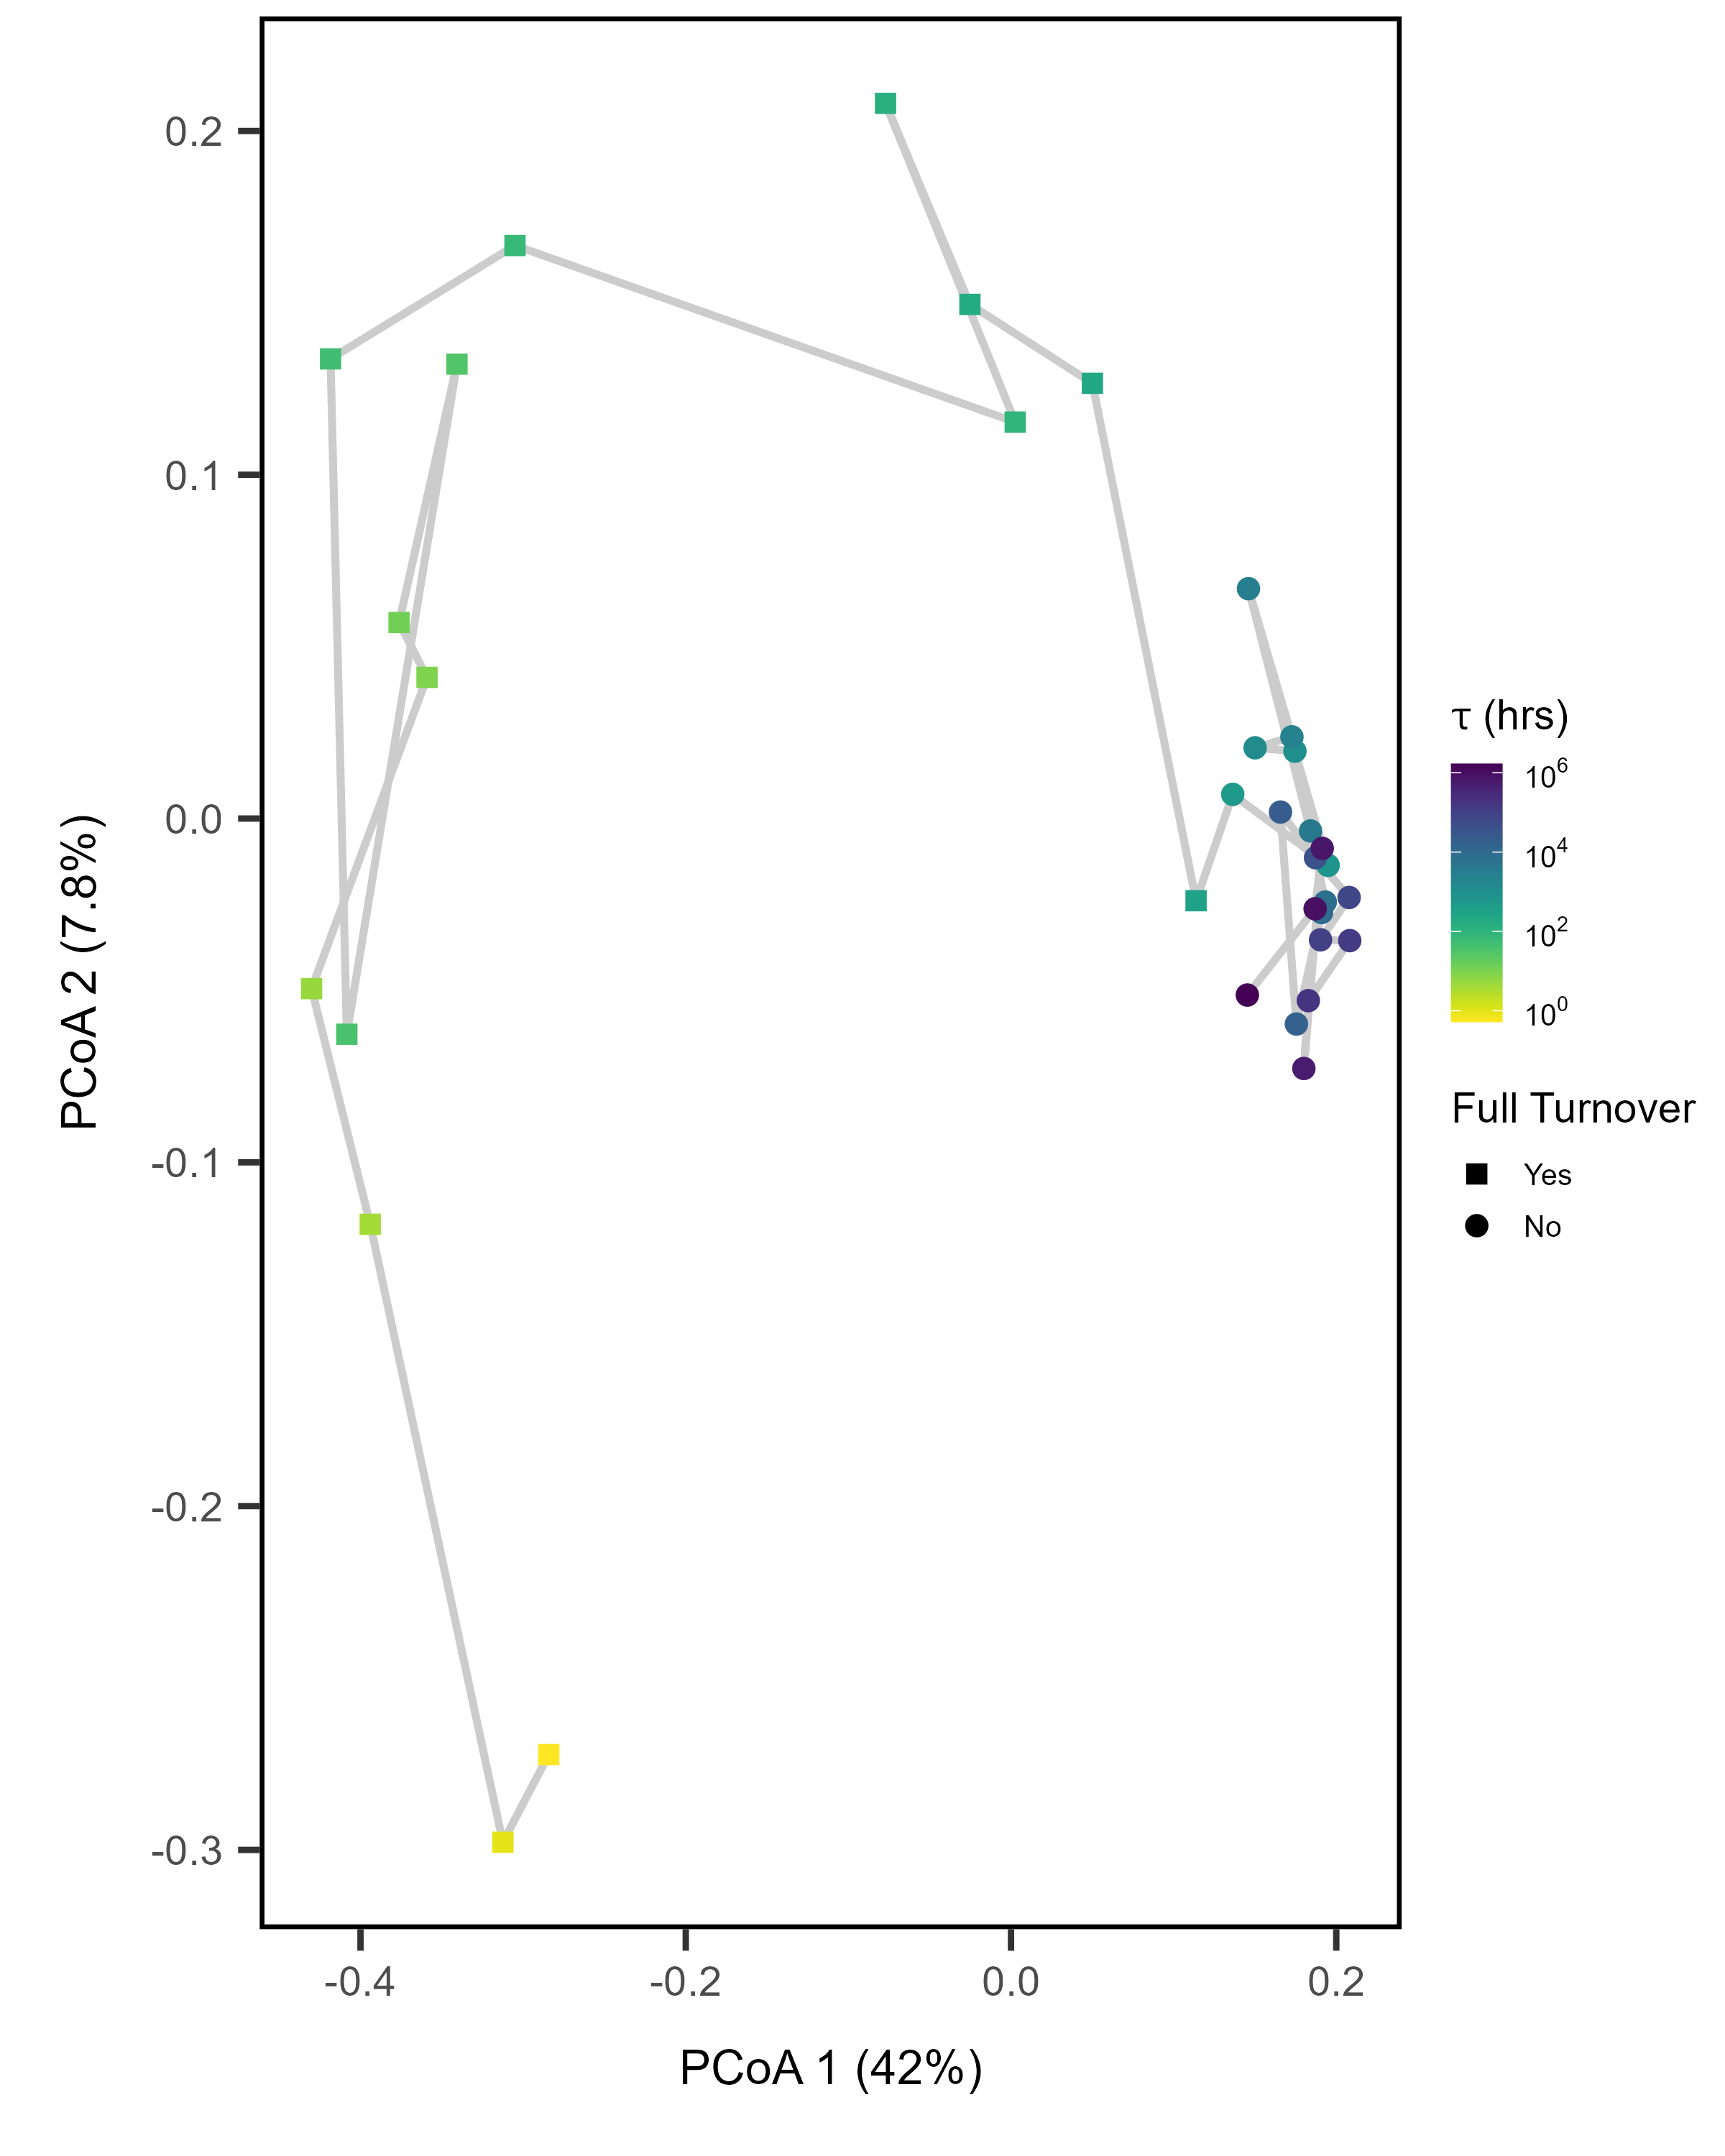 0.2
0.1
0.0
-0.1
-0.2
-0.3
PCoA 2 (7.8%)
-0.4
-0.2
0.0
0.2
PCoA 1 (42%)
τ (hrs)
10⁶
10⁴
10²
10⁰
Full Turnover
Yes
No